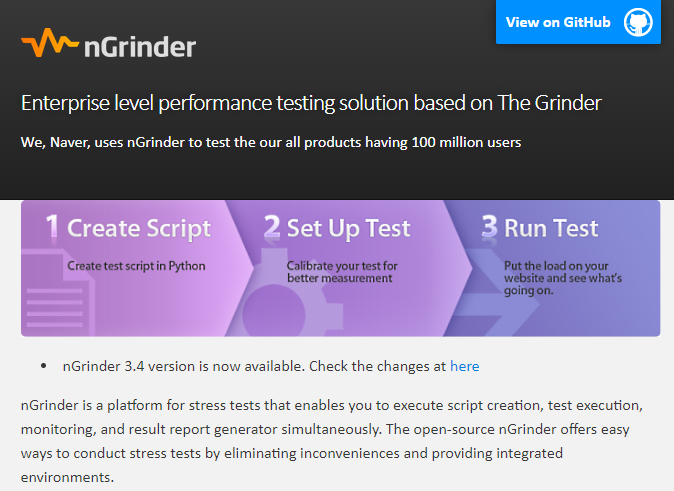 View on GitHub
nGrinder
Enterprise level performance testing solution based on The Grinder
We, Naver, uses nGrinder to test the our all products having 100 million users
1 Create Script
Create test script in Python
2 Set Up Test
Calibrate your test for
better measurement
3 Run Test
Put the load on your
website and see what's
going on.
• nGrinder 3.4 version is now available. Check the changes at here
nGrinder is a platform for stress tests that enables you to execute script creation, test execution,
monitoring, and result report generator simultaneously. The open-source nGrinder offers easy
ways to conduct stress tests by eliminating inconveniences and providing integrated
environments.